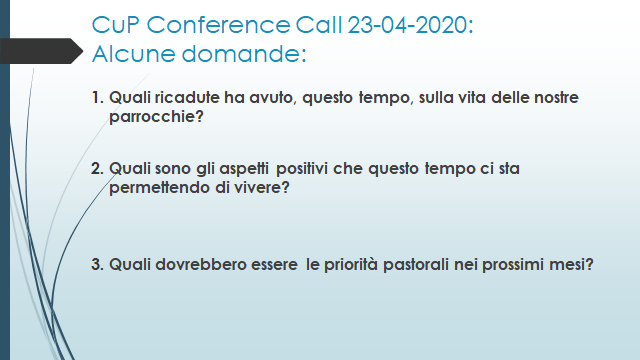 CuP Conference Call 23-04-2020:
Alcune domande:
1. Quali ricadute ha avuto, questo tempo, sulla vita delle nostre
parrocchie?
2. Quali sono gli aspetti positivi che questo tempo ci sta
permettendo di vivere?
3. Quali dovrebbero essere le priorità pastorali nei prossimi mesi?